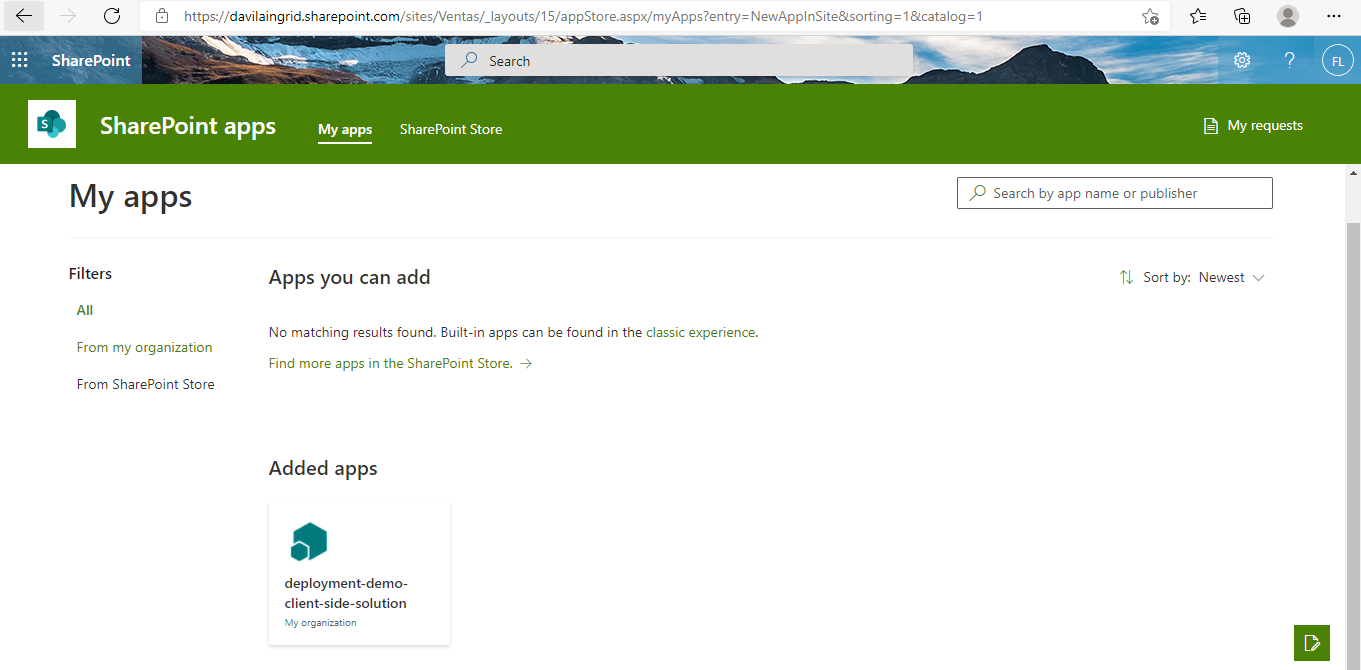 https://davilaingrid.sharepoint.com/sites/Ventas/_layouts/15/appStore.aspx/myApps?entry=NewAppInSite&sorting=1&catalog=1
SharePoint
Search
?
FL
S
SharePoint apps
My apps
SharePoint Store
My requests
My apps
Search by app name or publisher
Filters
All
From my organization
From SharePoint Store
Apps you can add
Sort by: Newest
No matching results found. Built-in apps can be found in the classic experience.
Find more apps in the SharePoint Store. →
Added apps
deployment-demo-
client-side-solution
My organization